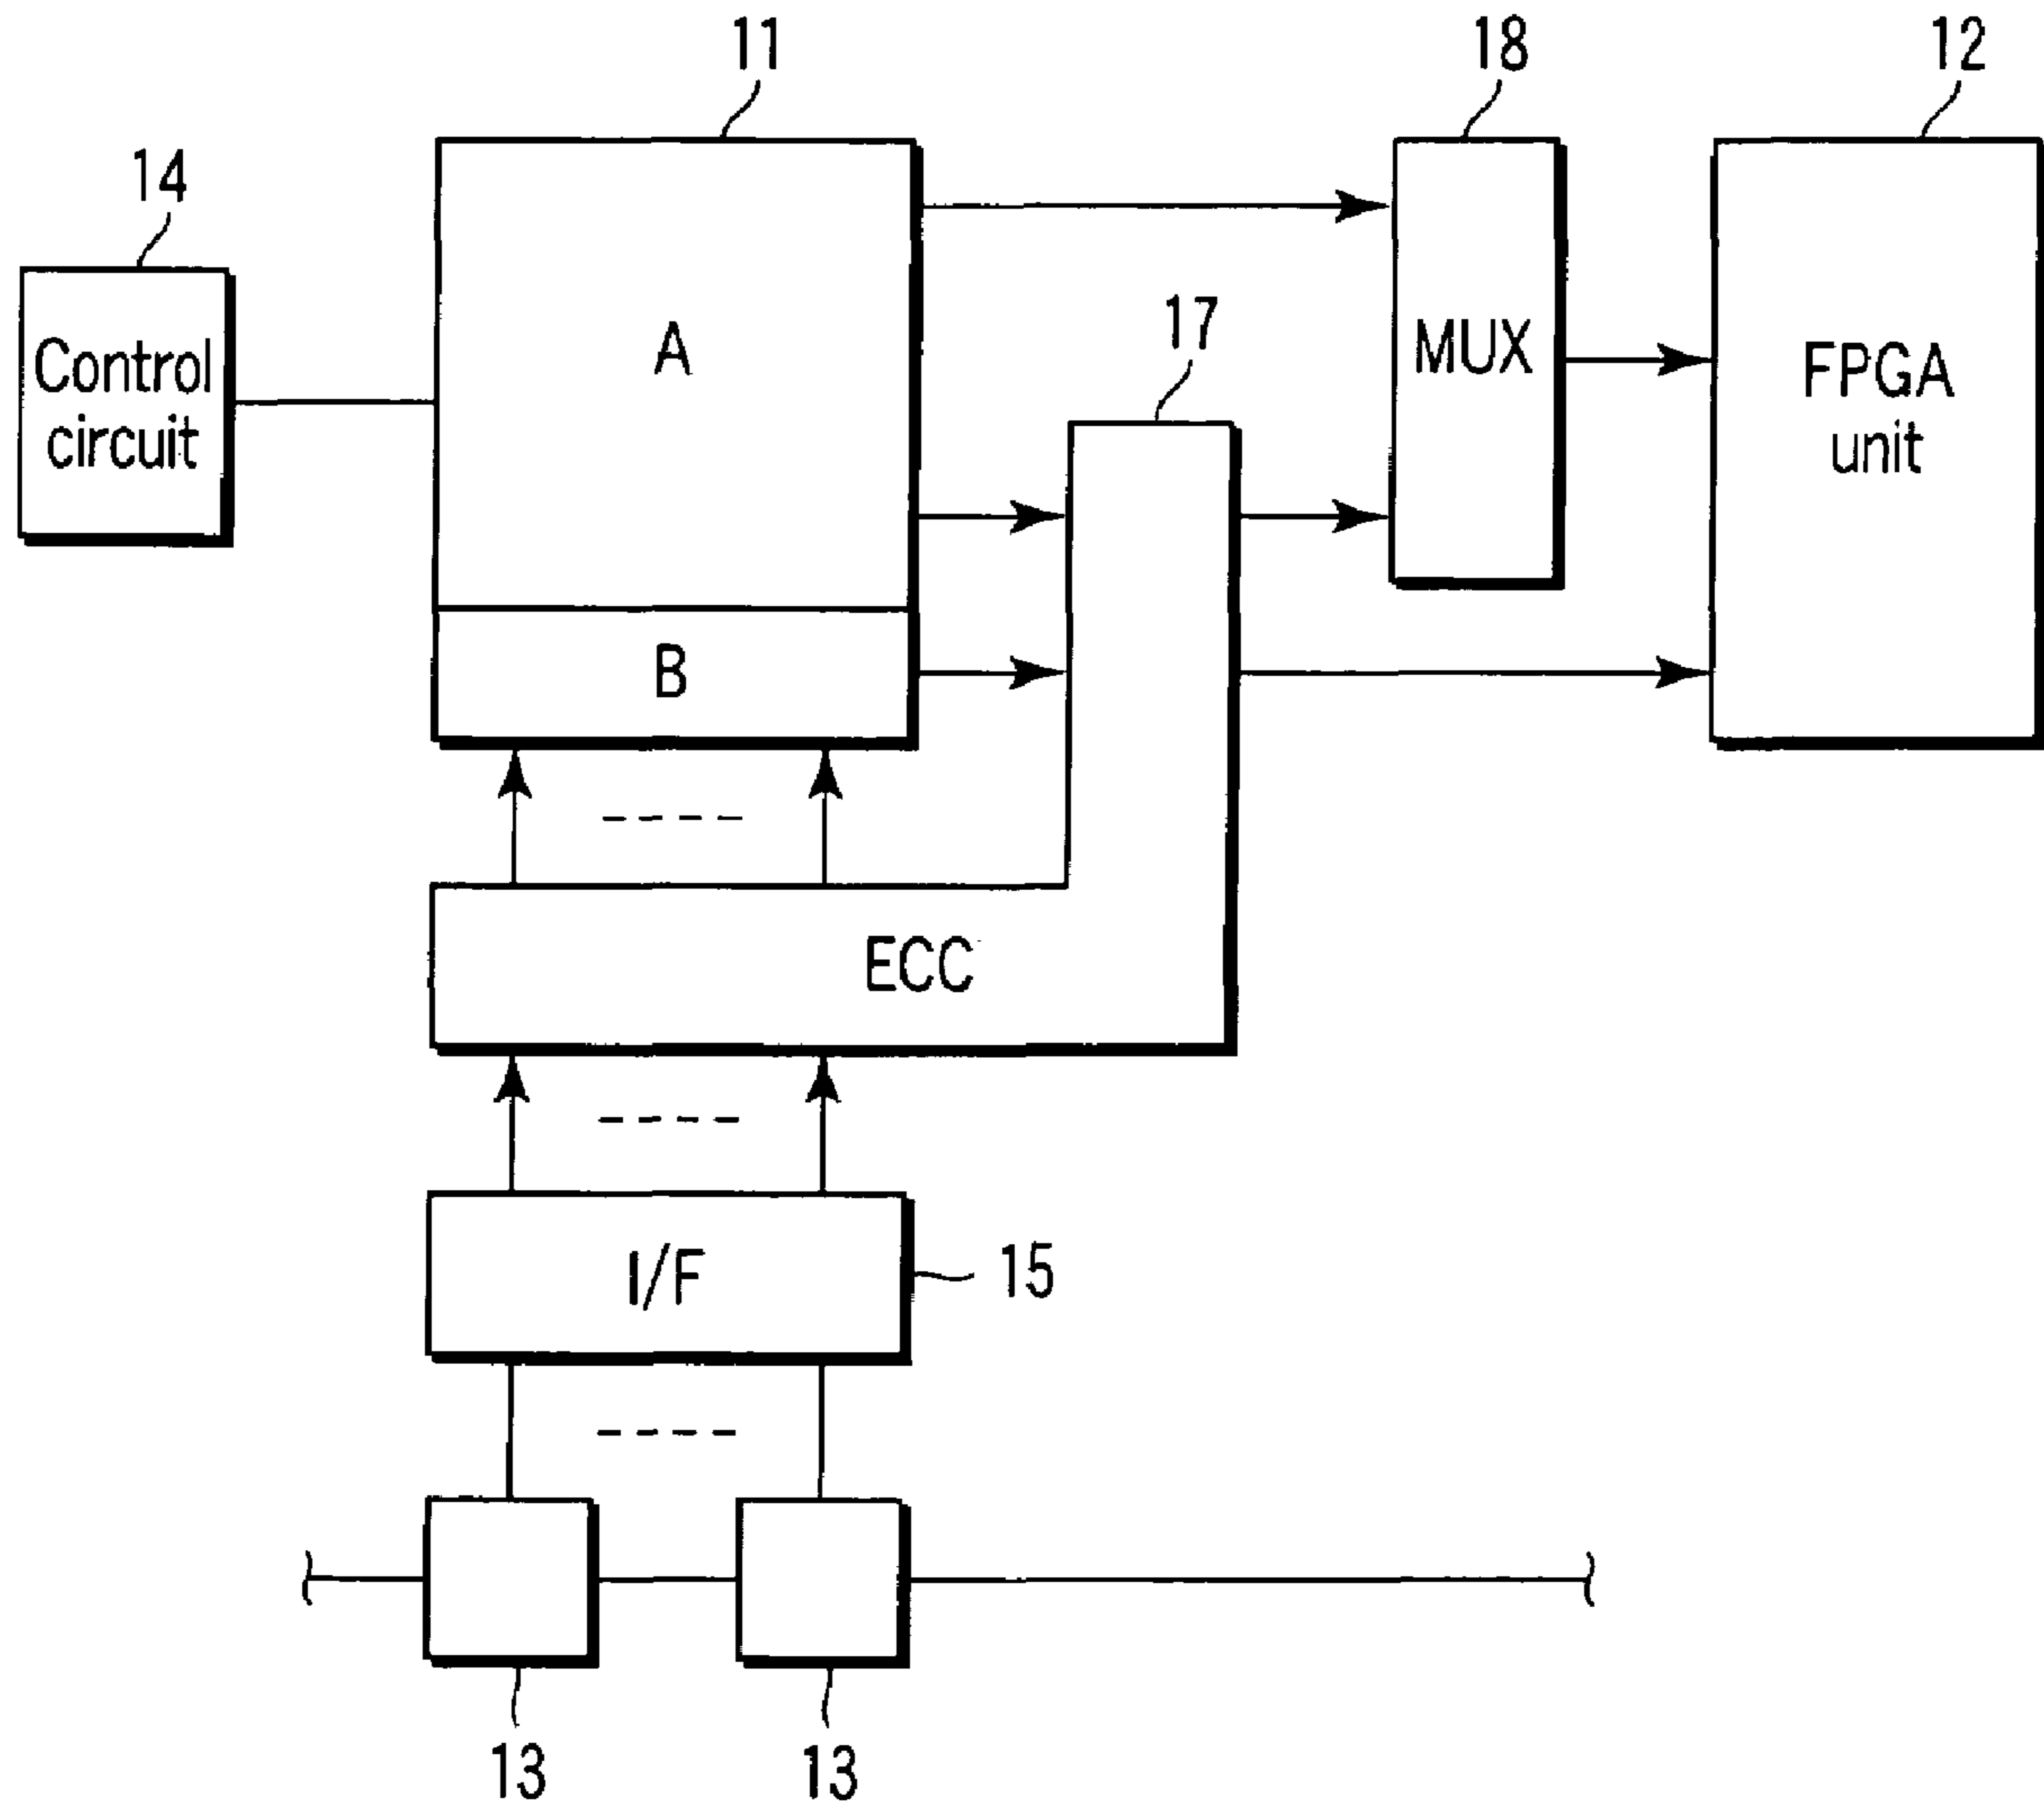 11
18
12
14
17
Control
circuit
A
MUX
FPGA
unit
B
ECC
I/F
15
13
13